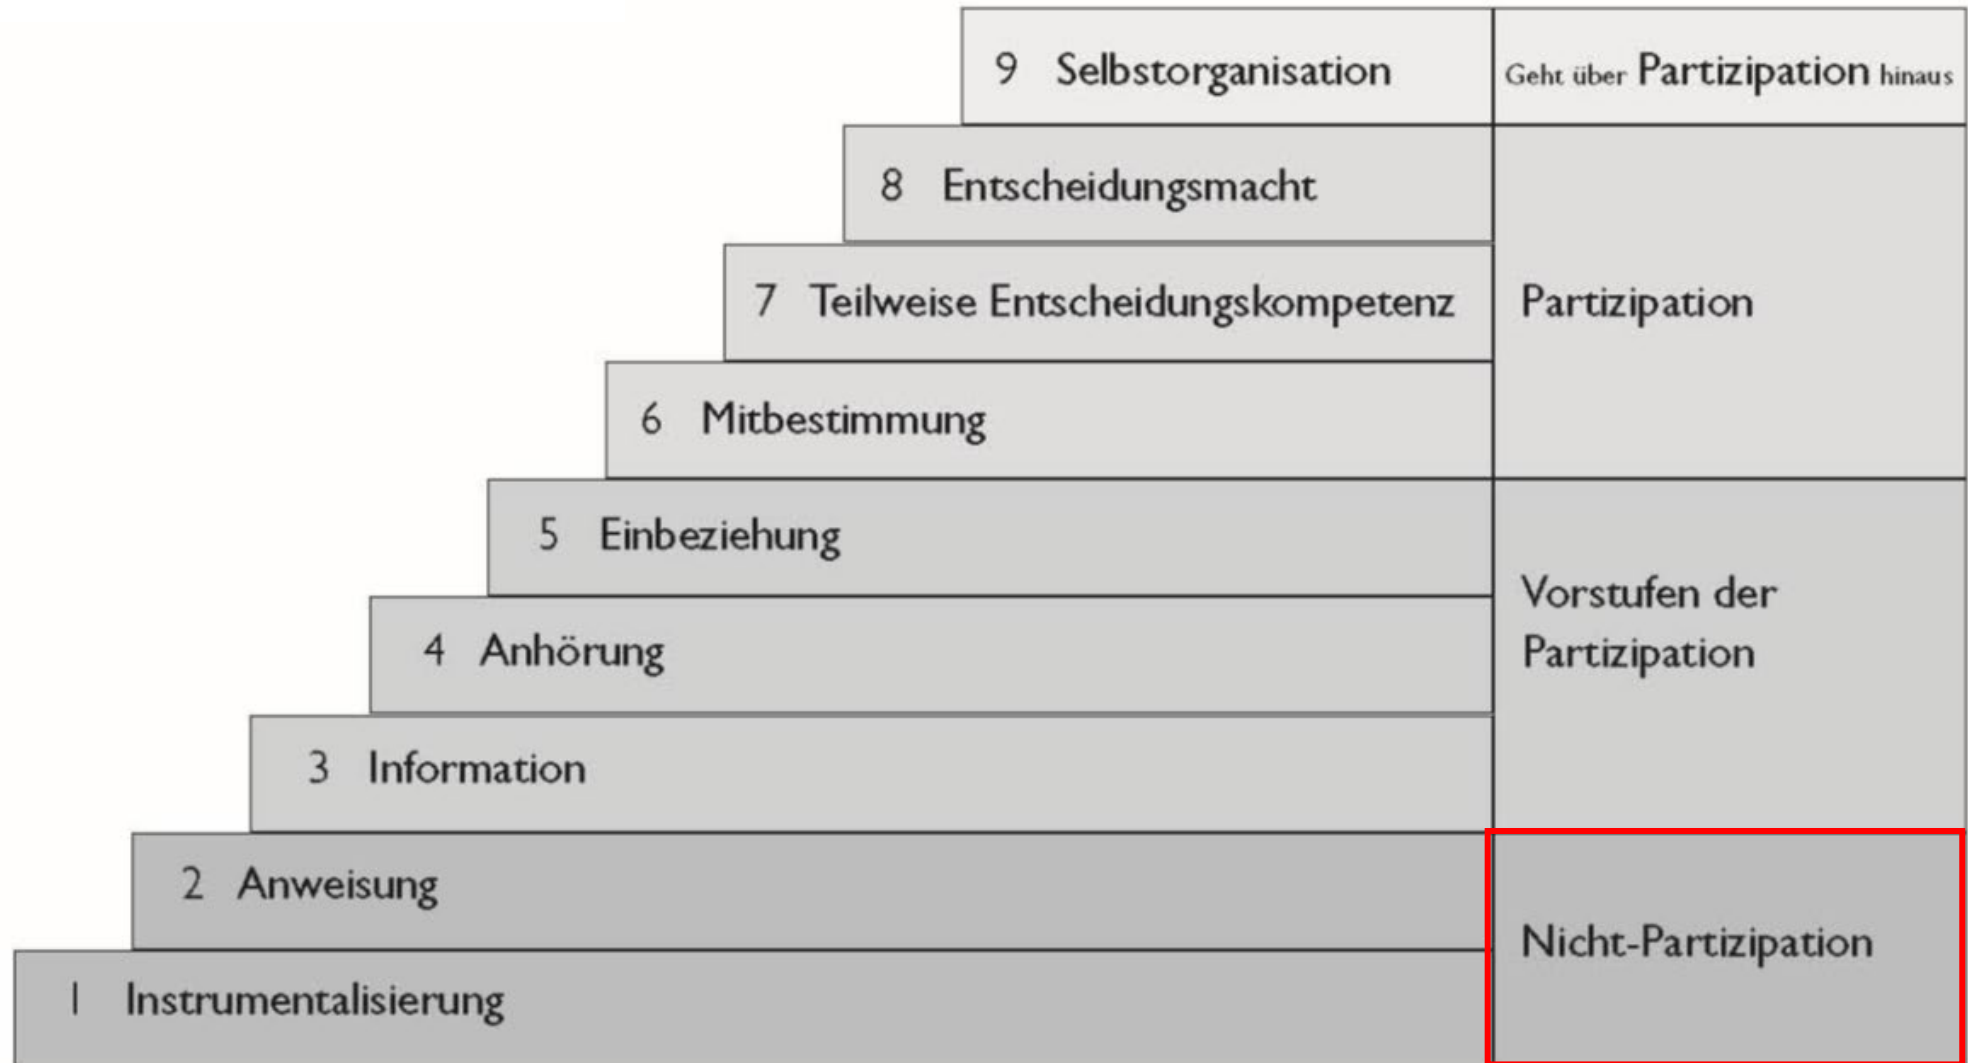 9 Selbstorganisation
Geht über Partizipation hinaus
8 Entscheidungsmacht
7 Teilweise Entscheidungskompetenz
Partizipation
6 Mitbestimmung
5 Einbeziehung
Vorstufen der
Partizipation
4 Anhörung
3 Information
2 Anweisung
Nicht-Partizipation
1 Instrumentalisierung